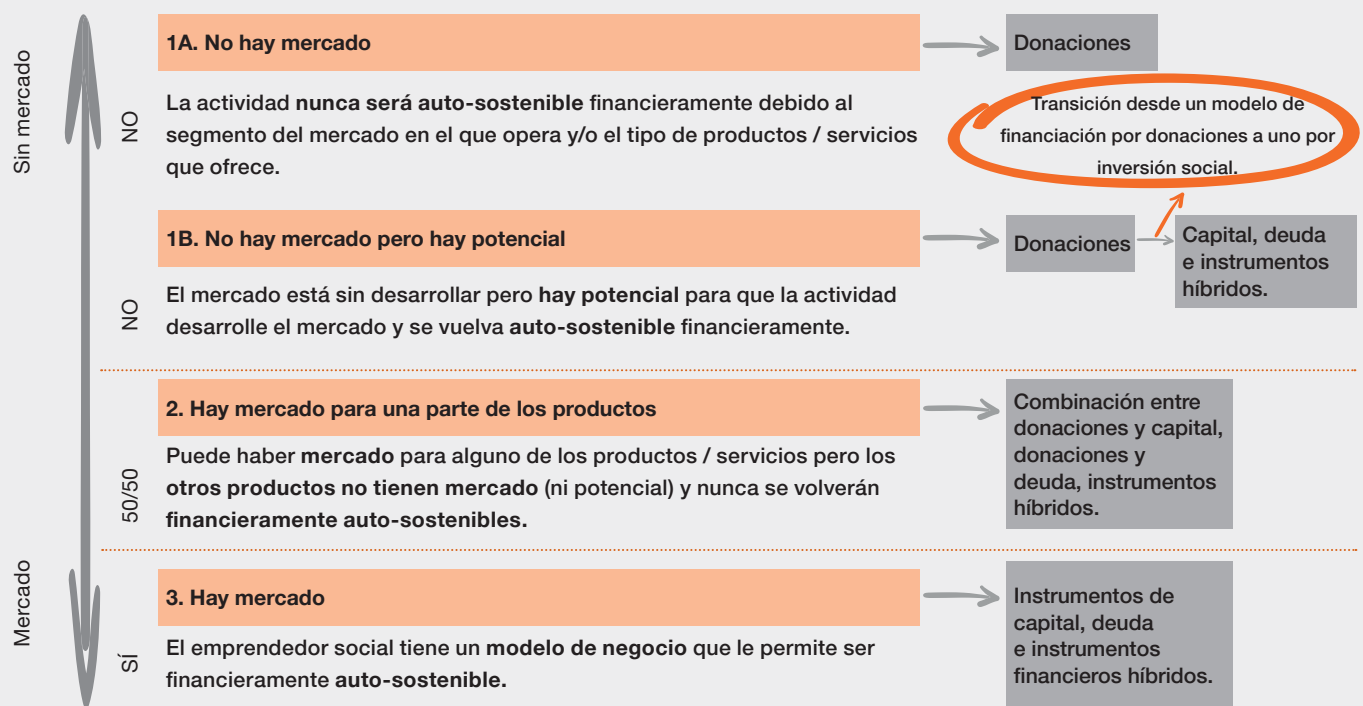 Sin mercado
NO
1A. No hay mercado
Donaciones
La actividad nunca será auto-sostenible financieramente debido al
segmento del mercado en el que opera y/o el tipo de productos / servicios
que ofrece.
Transición desde un modelo de
financiación por donaciones a uno por
inversión social.
NO
1B. No hay mercado pero hay potencial
Donaciones
Capital, deuda
e instrumentos
híbridos.
El mercado está sin desarrollar pero hay potencial para que la actividad
desarrolle el mercado y se vuelva auto-sostenible financieramente.
50/50
2. Hay mercado para una parte de los productos
Combinación entre
donaciones y capital,
donaciones y
deuda, instrumentos
híbridos.
Puede haber mercado para alguno de los productos / servicios pero los
otros productos no tienen mercado (ni potencial) y nunca se volverán
financieramente auto-sostenibles.
Mercado
SÍ
3. Hay mercado
Instrumentos de
capital, deuda
e instrumentos
financieros híbridos.
El emprendedor social tiene un modelo de negocio que le permite ser
financieramente auto-sostenible.